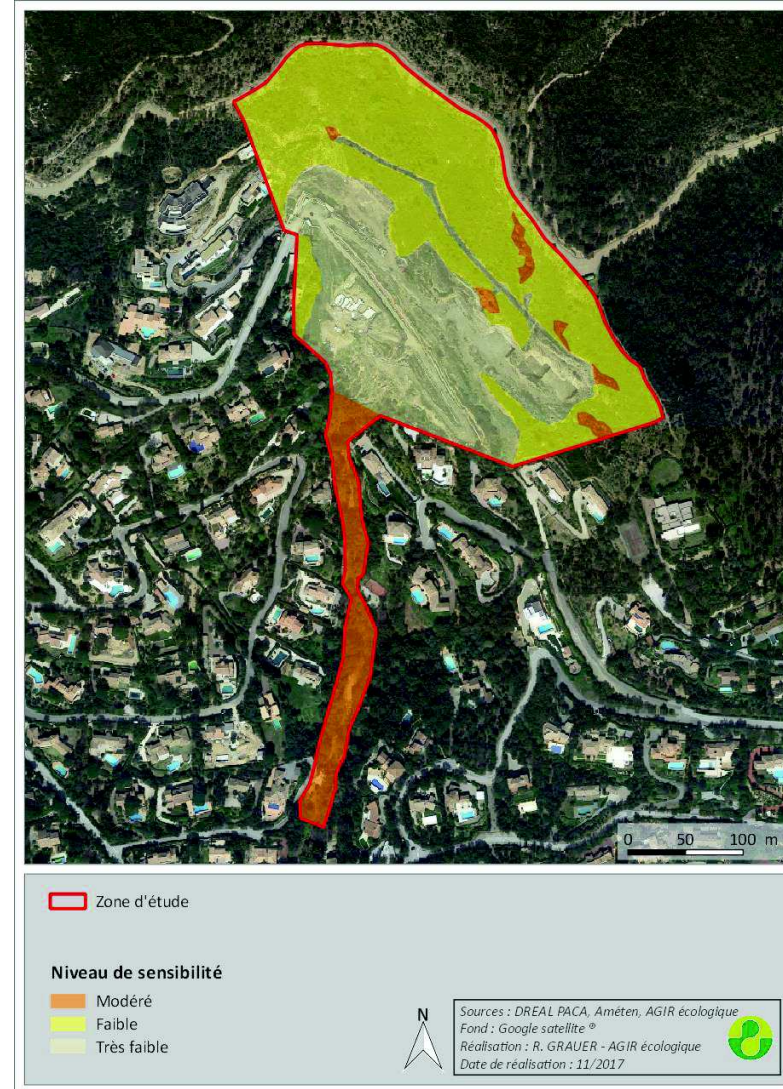 0 50 100 m
Zone d'étude
Niveau de sensibilité
Modéré
Faible
Très faible
N
Sources : DREAL PACA, Améten, AGIR écologique
Fond : Google satellite ®
Réalisation : R. GRAUER - AGIR écologique
Date de réalisation : 11/2017